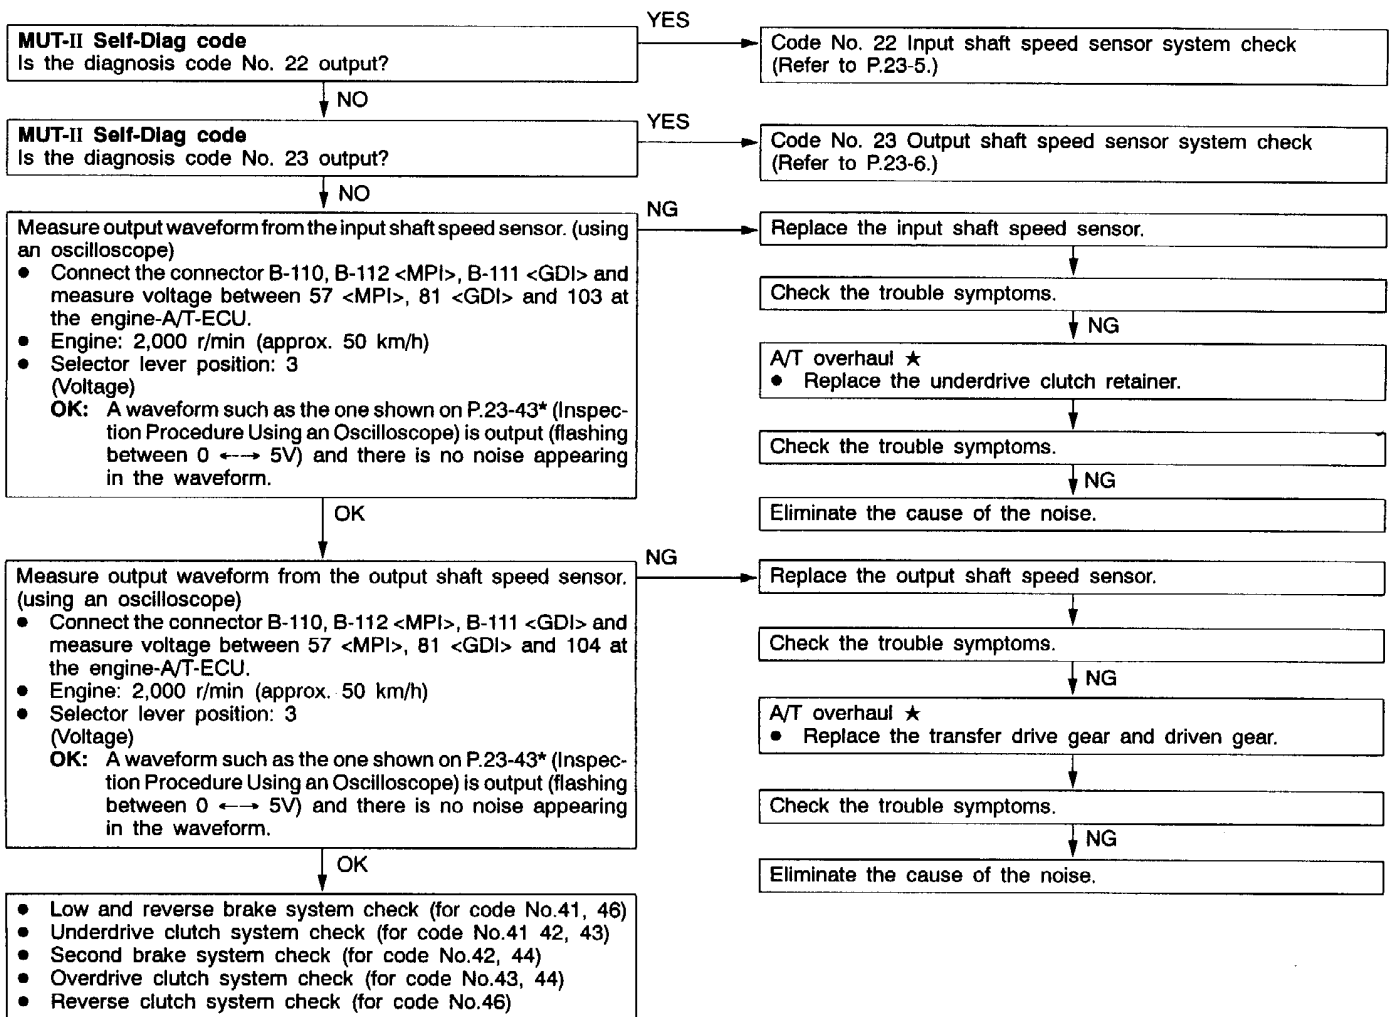 MUT-II Self-Diag code
Is the diagnosis code No. 22 output?
YES
Code No. 22 Input shaft speed sensor system check
(Refer to P.23-5.)
NO
MUT-II Self-Diag code
Is the diagnosis code No. 23 output?
YES
Code No. 23 Output shaft speed sensor system check
(Refer to P.23-6.)
NO
Measure output waveform from the input shaft speed sensor. (using
an oscilloscope)
● Connect the connector B-110, B-112 <MPI>, B-111 <GDI> and
measure voltage between 57 <MPI>, 81 <GDI> and 103 at
the engine-A/T-ECU.
● Engine: 2,000 r/min (approx. 50 km/h)
● Selector lever position: 3
(Voltage)
OK: A waveform such as the one shown on P.23-43* (Inspec-
tion Procedure Using an Oscilloscope) is output (flashing
between 0 ←→ 5V) and there is no noise appearing
in the waveform.
NG
Replace the input shaft speed sensor.
Check the trouble symptoms.
NG
A/T overhaul ★
● Replace the underdrive clutch retainer.
Check the trouble symptoms.
NG
Eliminate the cause of the noise.
OK
Measure output waveform from the output shaft speed sensor.
(using an oscilloscope)
● Connect the connector B-110, B-112 <MPI>, B-111 <GDI> and
measure voltage between 57 <MPI>, 81 <GDI> and 104 at
the engine-A/T-ECU.
● Engine: 2,000 r/min (approx. 50 km/h)
● Selector lever position: 3
(Voltage)
OK: A waveform such as the one shown on P.23-43* (Inspec-
tion Procedure Using an Oscilloscope) is output (flashing
between 0 ←→ 5V) and there is no noise appearing
in the waveform.
NG
Replace the output shaft speed sensor.
Check the trouble symptoms.
NG
A/T overhaul ★
● Replace the transfer drive gear and driven gear.
Check the trouble symptoms.
NG
Eliminate the cause of the noise.
OK
● Low and reverse brake system check (for code No.41, 46)
● Underdrive clutch system check (for code No.41 42, 43)
● Second brake system check (for code No.42, 44)
● Overdrive clutch system check (for code No.43, 44)
● Reverse clutch system check (for code No.46)